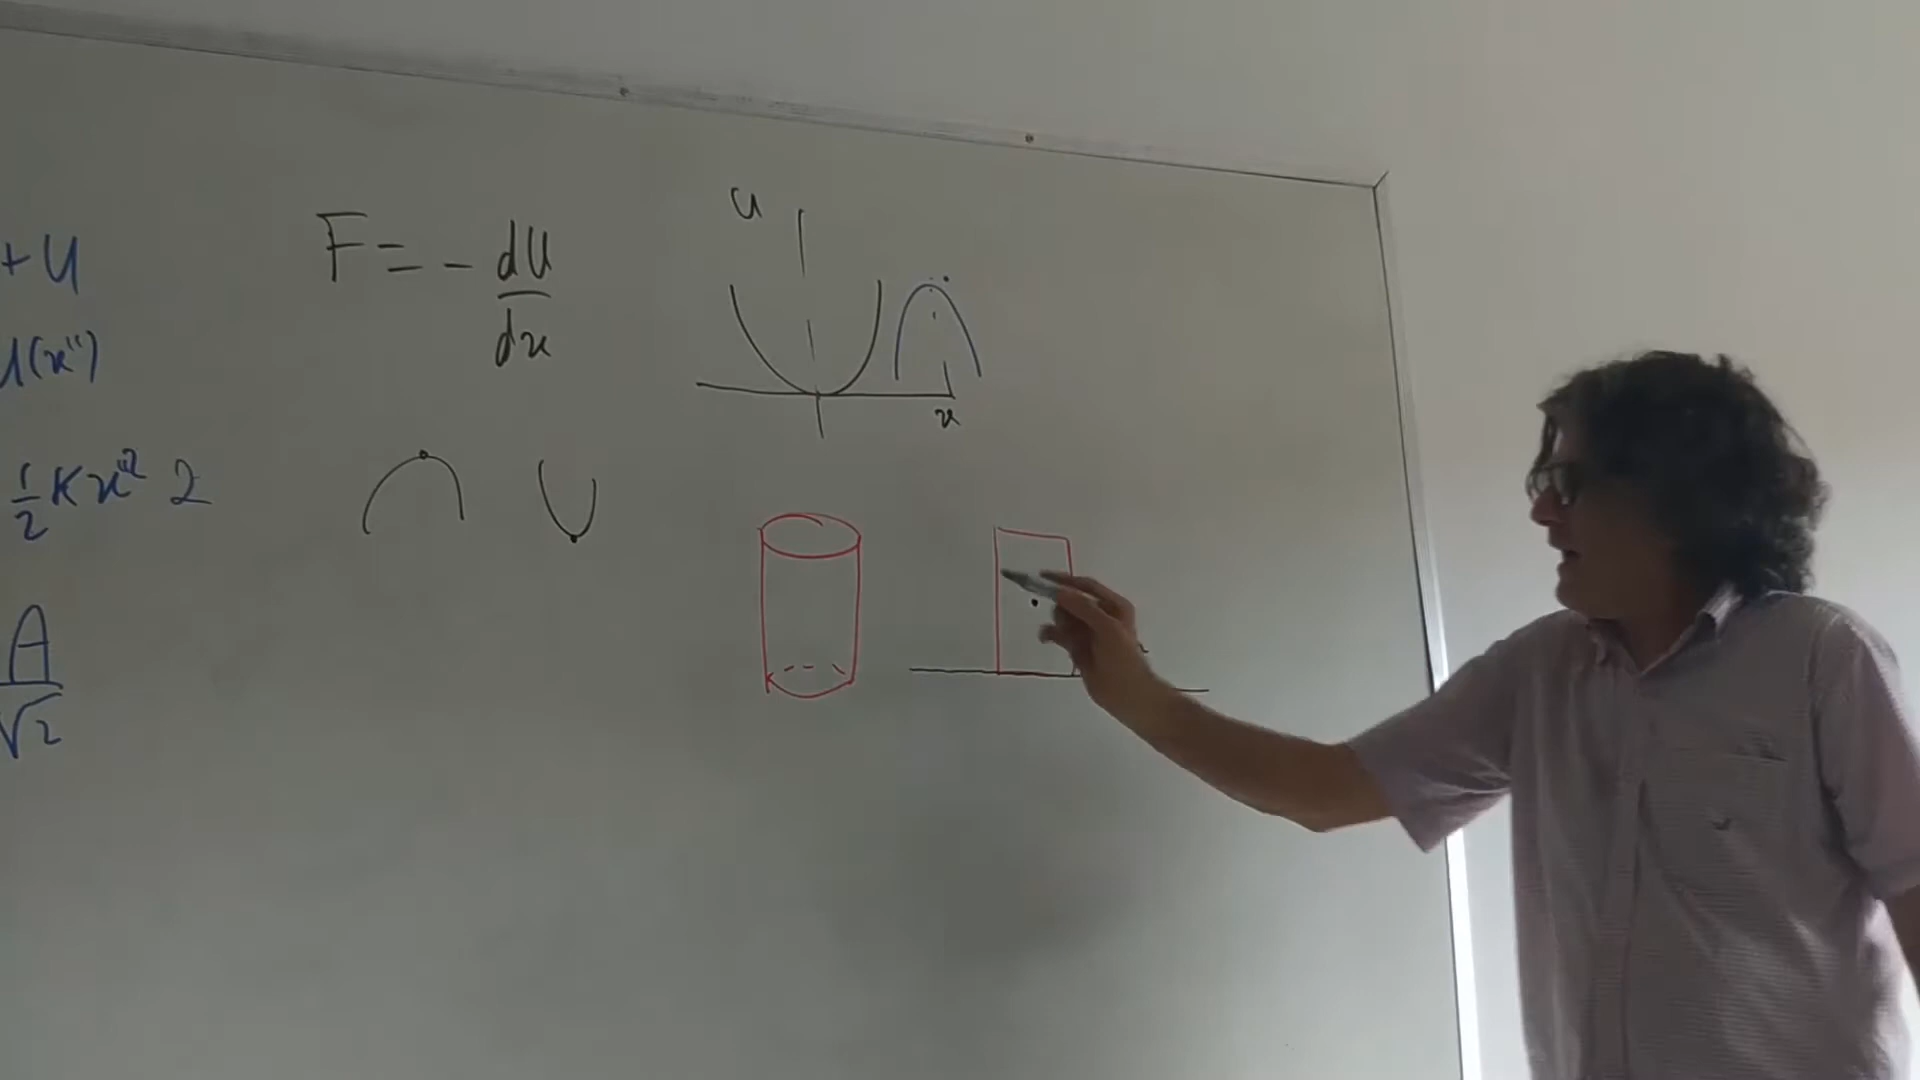 +U
F = - dU/dx
U
U(x'')
x
1/2 K x''² 2
A/√2